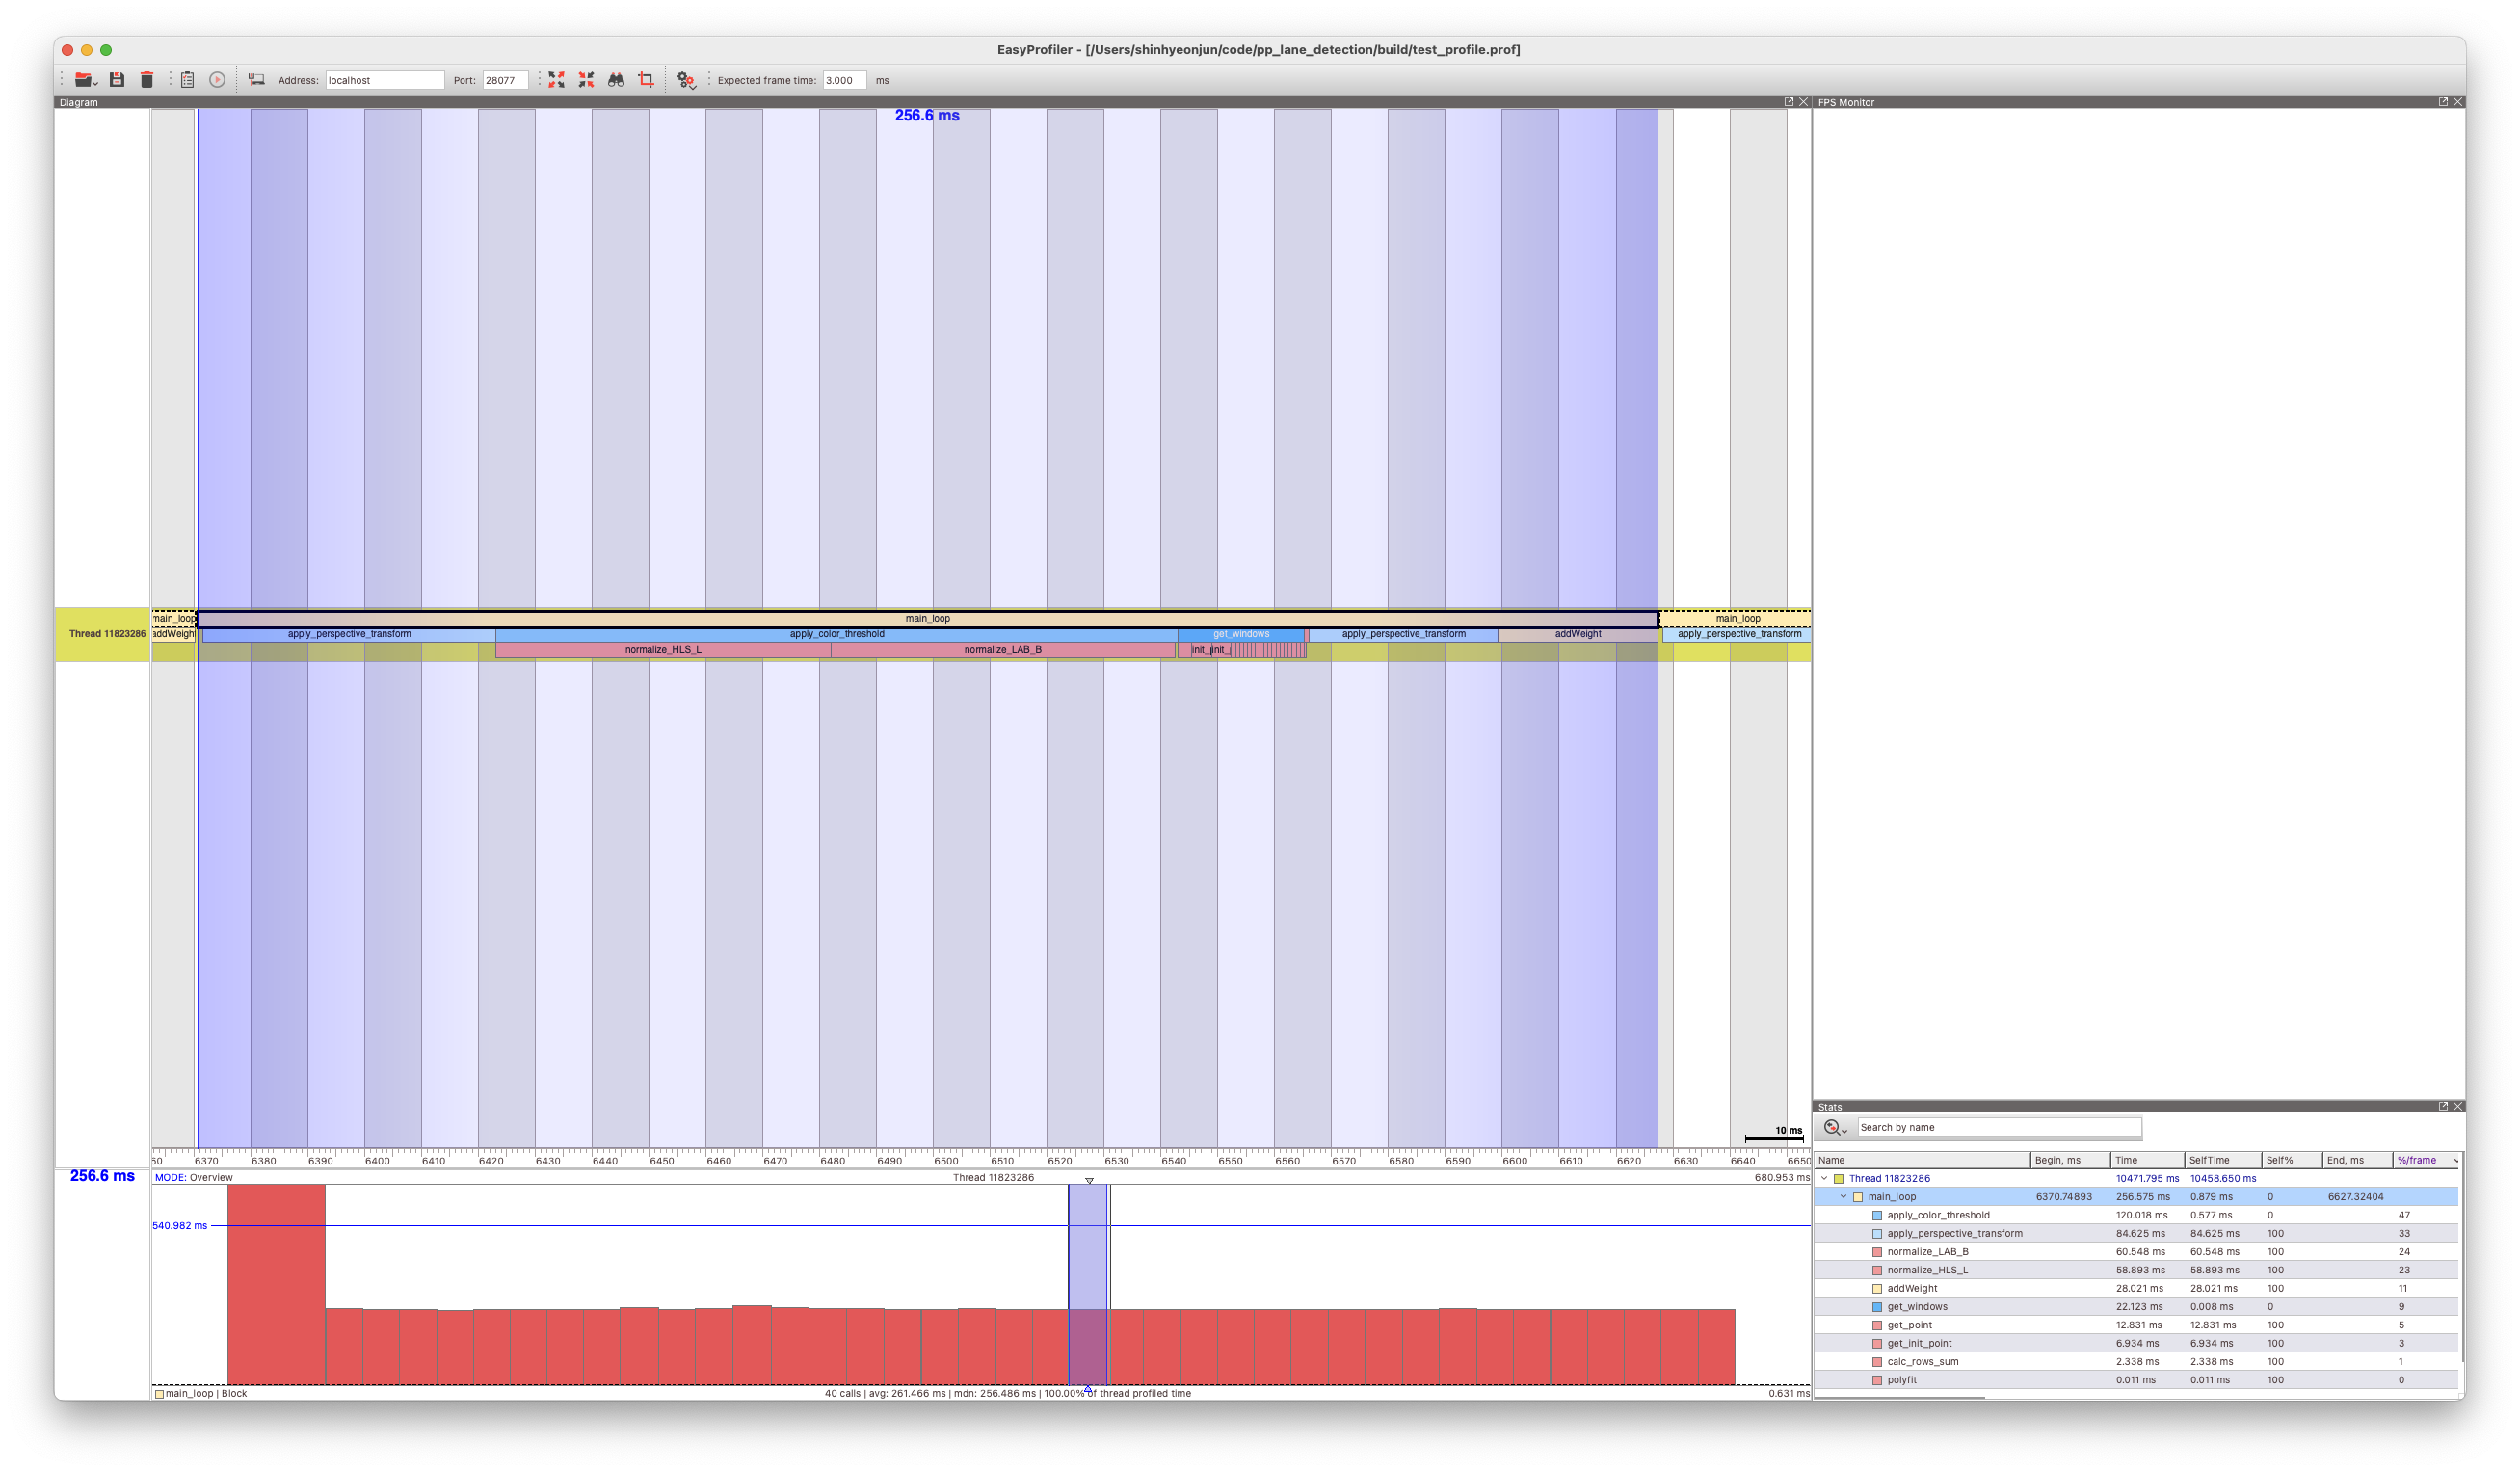 EasyProfiler - [/Users/shinhyeonjun/code/pp_lane_detection/build/test_profile.prof]
Address: localhost Port: 28077 Expected frame time: 3.000 ms
Diagram
FPS Monitor
256.6 ms
Thread 11823286
main_loop main_loop main_loop
addWeight apply_perspective_transform apply_color_threshold get_windows apply_perspective_transform addWeight apply_perspective_transform
normalize_HLS_L normalize_LAB_B init_ init_
10 ms
60 6370 6380 6390 6400 6410 6420 6430 6440 6450 6460 6470 6480 6490 6500 6510 6520 6530 6540 6550 6560 6570 6580 6590 6600 6610 6620 6630 6640 6650
256.6 ms
MODE: Overview Thread 11823286 680.953 ms
540.982 ms
main_loop | Block 40 calls | avg: 261.466 ms | mdn: 256.486 ms | 100.00% of thread profiled time 0.631 ms
Stats
Search by name
Name Begin, ms Time SelfTime Self% End, ms %/frame
Thread 11823286 10471.795 ms 10458.650 ms
main_loop 6370.74893 256.575 ms 0.879 ms 0 6627.32404
apply_color_threshold 120.018 ms 0.577 ms 0 47
apply_perspective_transform 84.625 ms 84.625 ms 100 33
normalize_LAB_B 60.548 ms 60.548 ms 100 24
normalize_HLS_L 58.893 ms 58.893 ms 100 23
addWeight 28.021 ms 28.021 ms 100 11
get_windows 22.123 ms 0.008 ms 0 9
get_point 12.831 ms 12.831 ms 100 5
get_init_point 6.934 ms 6.934 ms 100 3
calc_rows_sum 2.338 ms 2.338 ms 100 1
polyfit 0.011 ms 0.011 ms 100 0